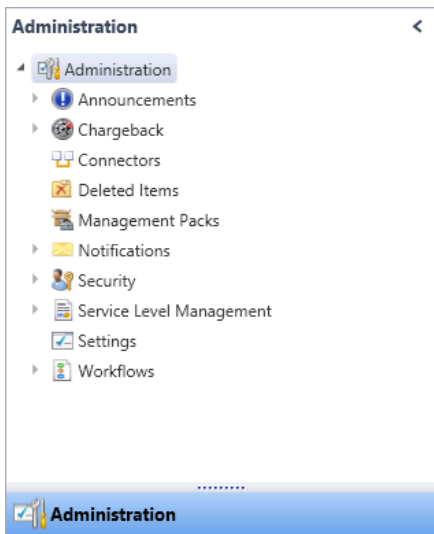 Administration
Administration
Announcements
Chargeback
Connectors
Deleted Items
Management Packs
Notifications
Security
Service Level Management
Settings
Workflows
Administration